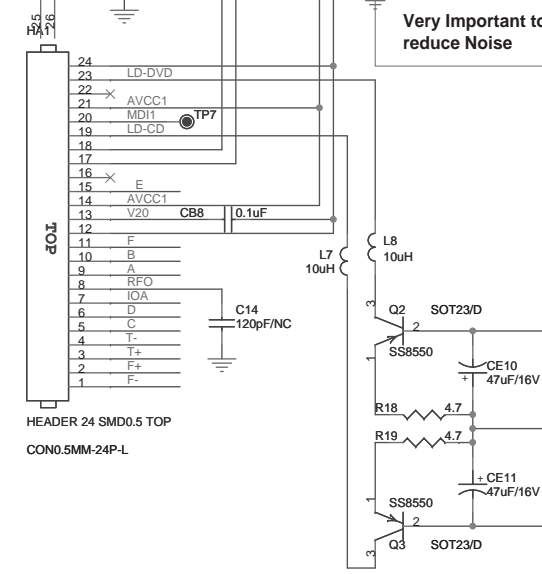 25
26
HA1
Very Important to
reduce Noise
24
23 LD-DVD
22
21 AVCC1
20 MDI1 TP7
19 LD-CD
18
17
16
15 E
14 AVCC1
13 V20 CB8 0.1uF
12
11 F
10 B
9 A
8 RFO
7 IOA
6 D
5 C
4 T-
3 T+
2 F+
1 F-
TOP
C14
120pF/NC
L7
10uH
L8
10uH
3
Q2 SOT23/D
2
SS8550
1
CE10
+ 47uF/16V
R18 4.7
R19 4.7
+ CE11
47uF/16V
1
SS8550
2
Q3 SOT23/D
3
HEADER 24 SMD0.5 TOP
CON0.5MM-24P-L